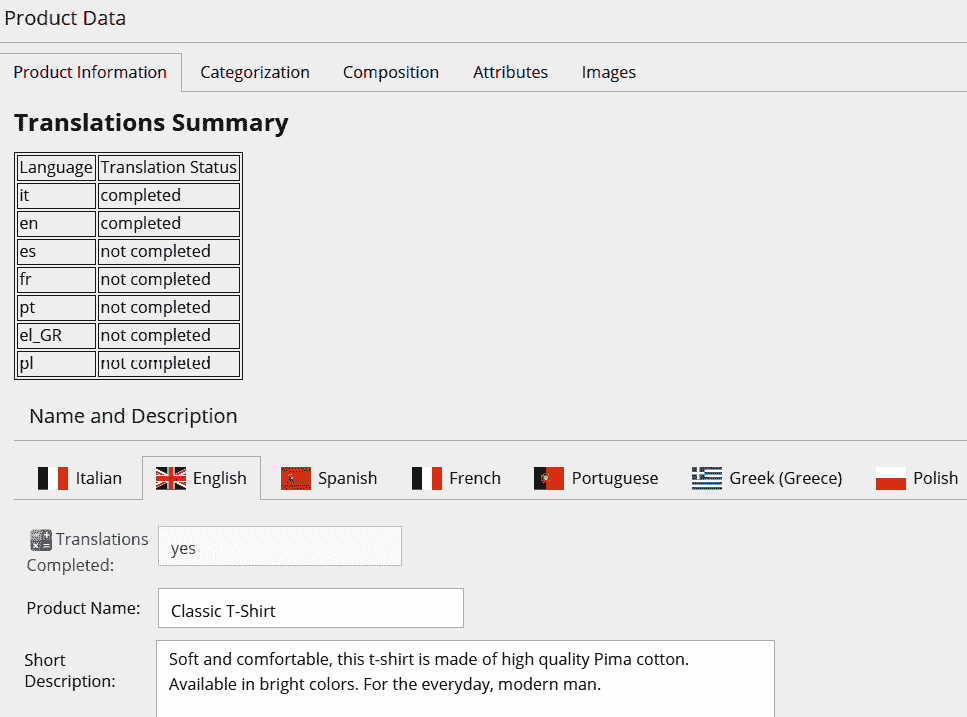 Product Data
Product Information Categorization Composition Attributes Images
Translations Summary
Language Translation Status
it completed
en completed
es not completed
fr not completed
pt not completed
el_GR not completed
pl not completed
Name and Description
Italian English Spanish French Portuguese Greek (Greece) Polish
Translations
Completed:
yes
Product Name: Classic T-Shirt
Short
Description:
Soft and comfortable, this t-shirt is made of high quality Pima cotton.
Available in bright colors. For the everyday, modern man.